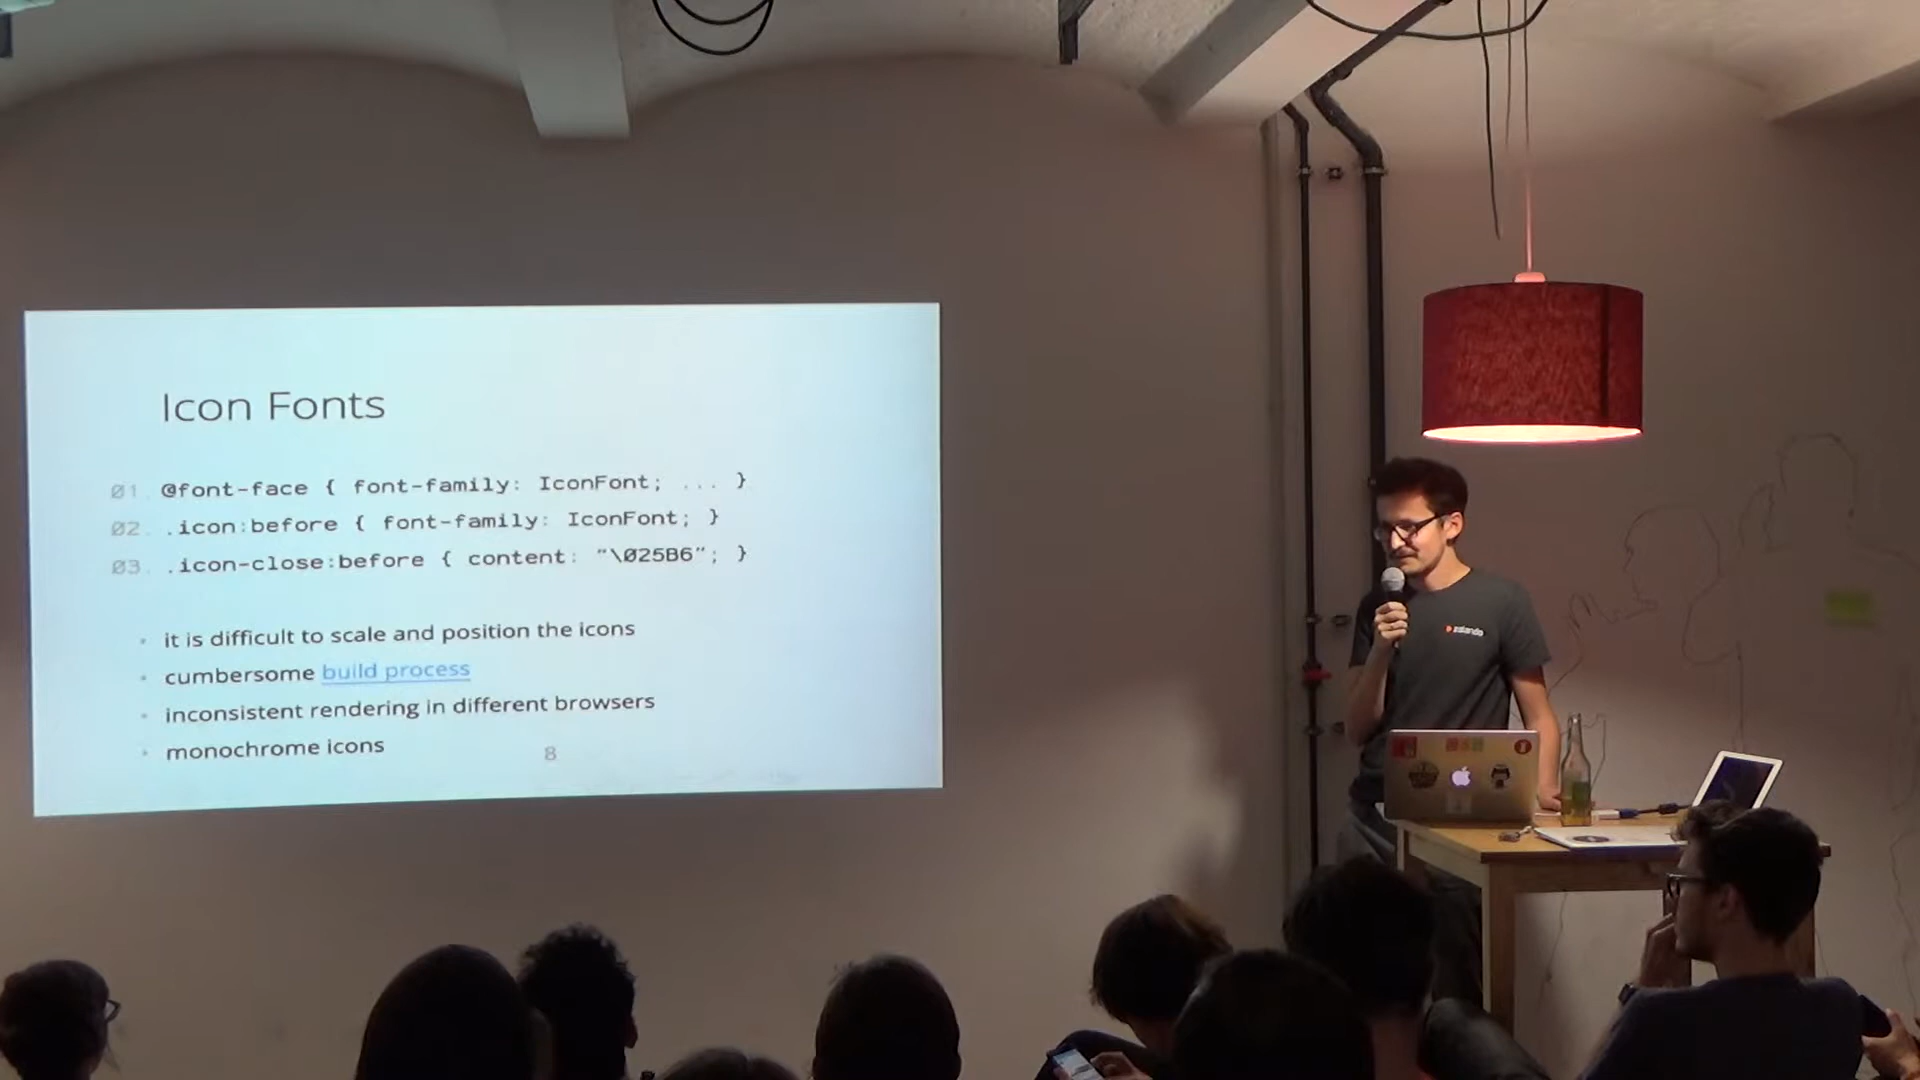 Icon Fonts
01. @font-face { font-family: IconFont; ... }
02. .icon:before { font-family: IconFont; }
03. .icon-close:before { content: "\025B6"; }
• it is difficult to scale and position the icons
• cumbersome build process
• inconsistent rendering in different browsers
• monochrome icons
8
zalando